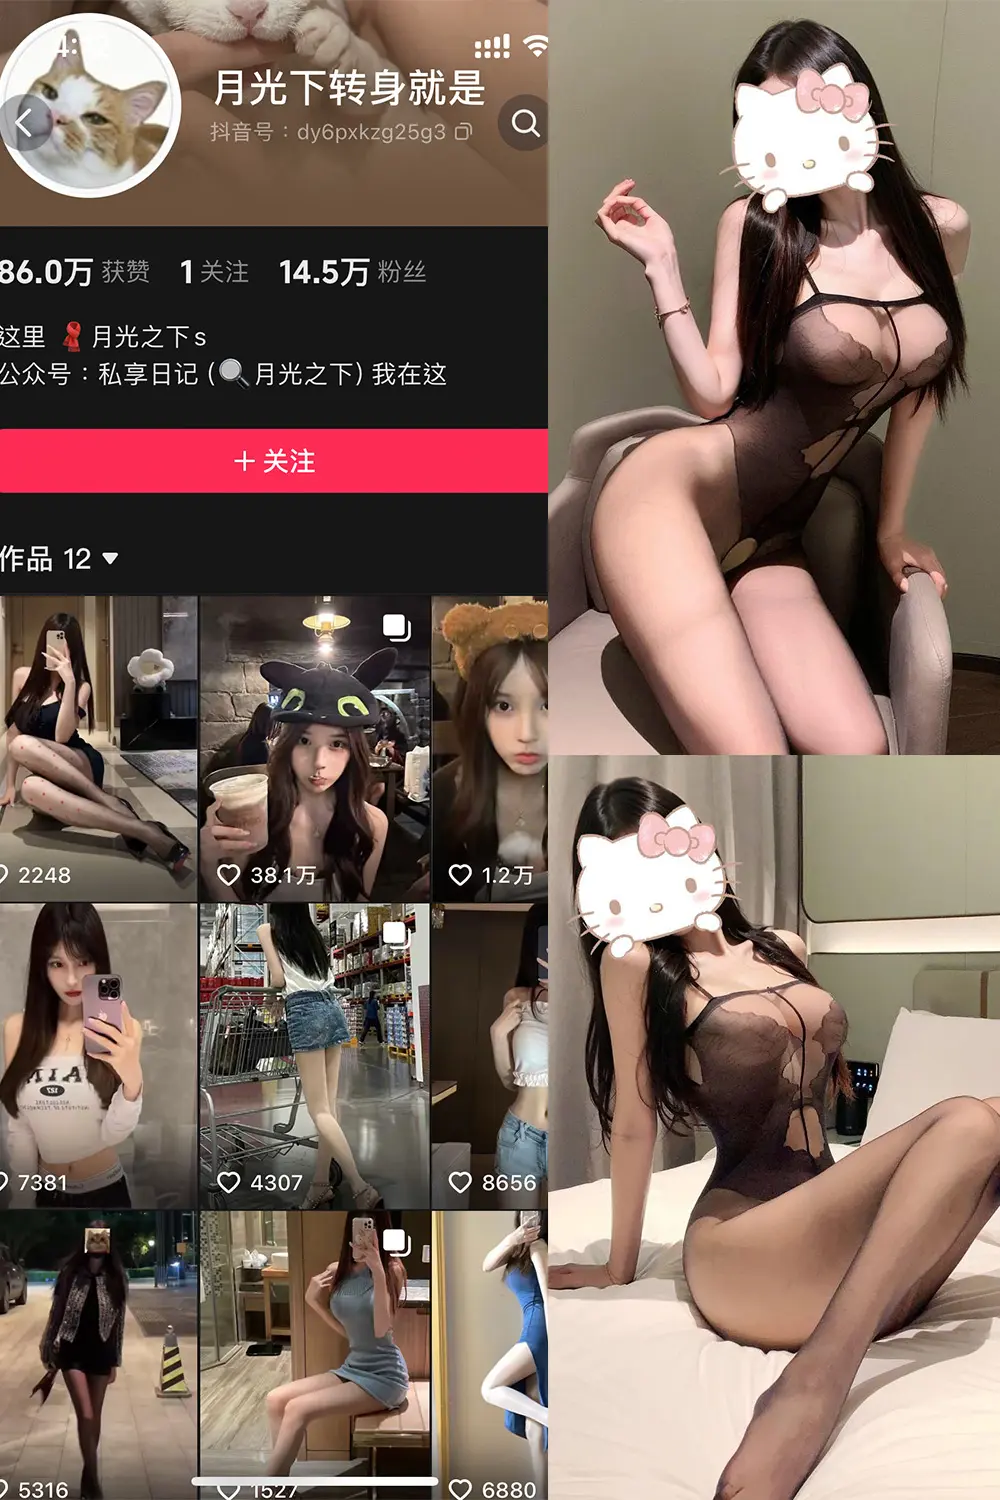 月光下转身就是
抖音号：dy6pxkzg25g3
86.0万 获赞 1 关注 14.5万 粉丝
这里 月光之下s
公众号：私享日记 (月光之下) 我在这
+ 关注
作品 12
2248
38.1万
1.2万
7381
4307
8656
5316
1527
6880